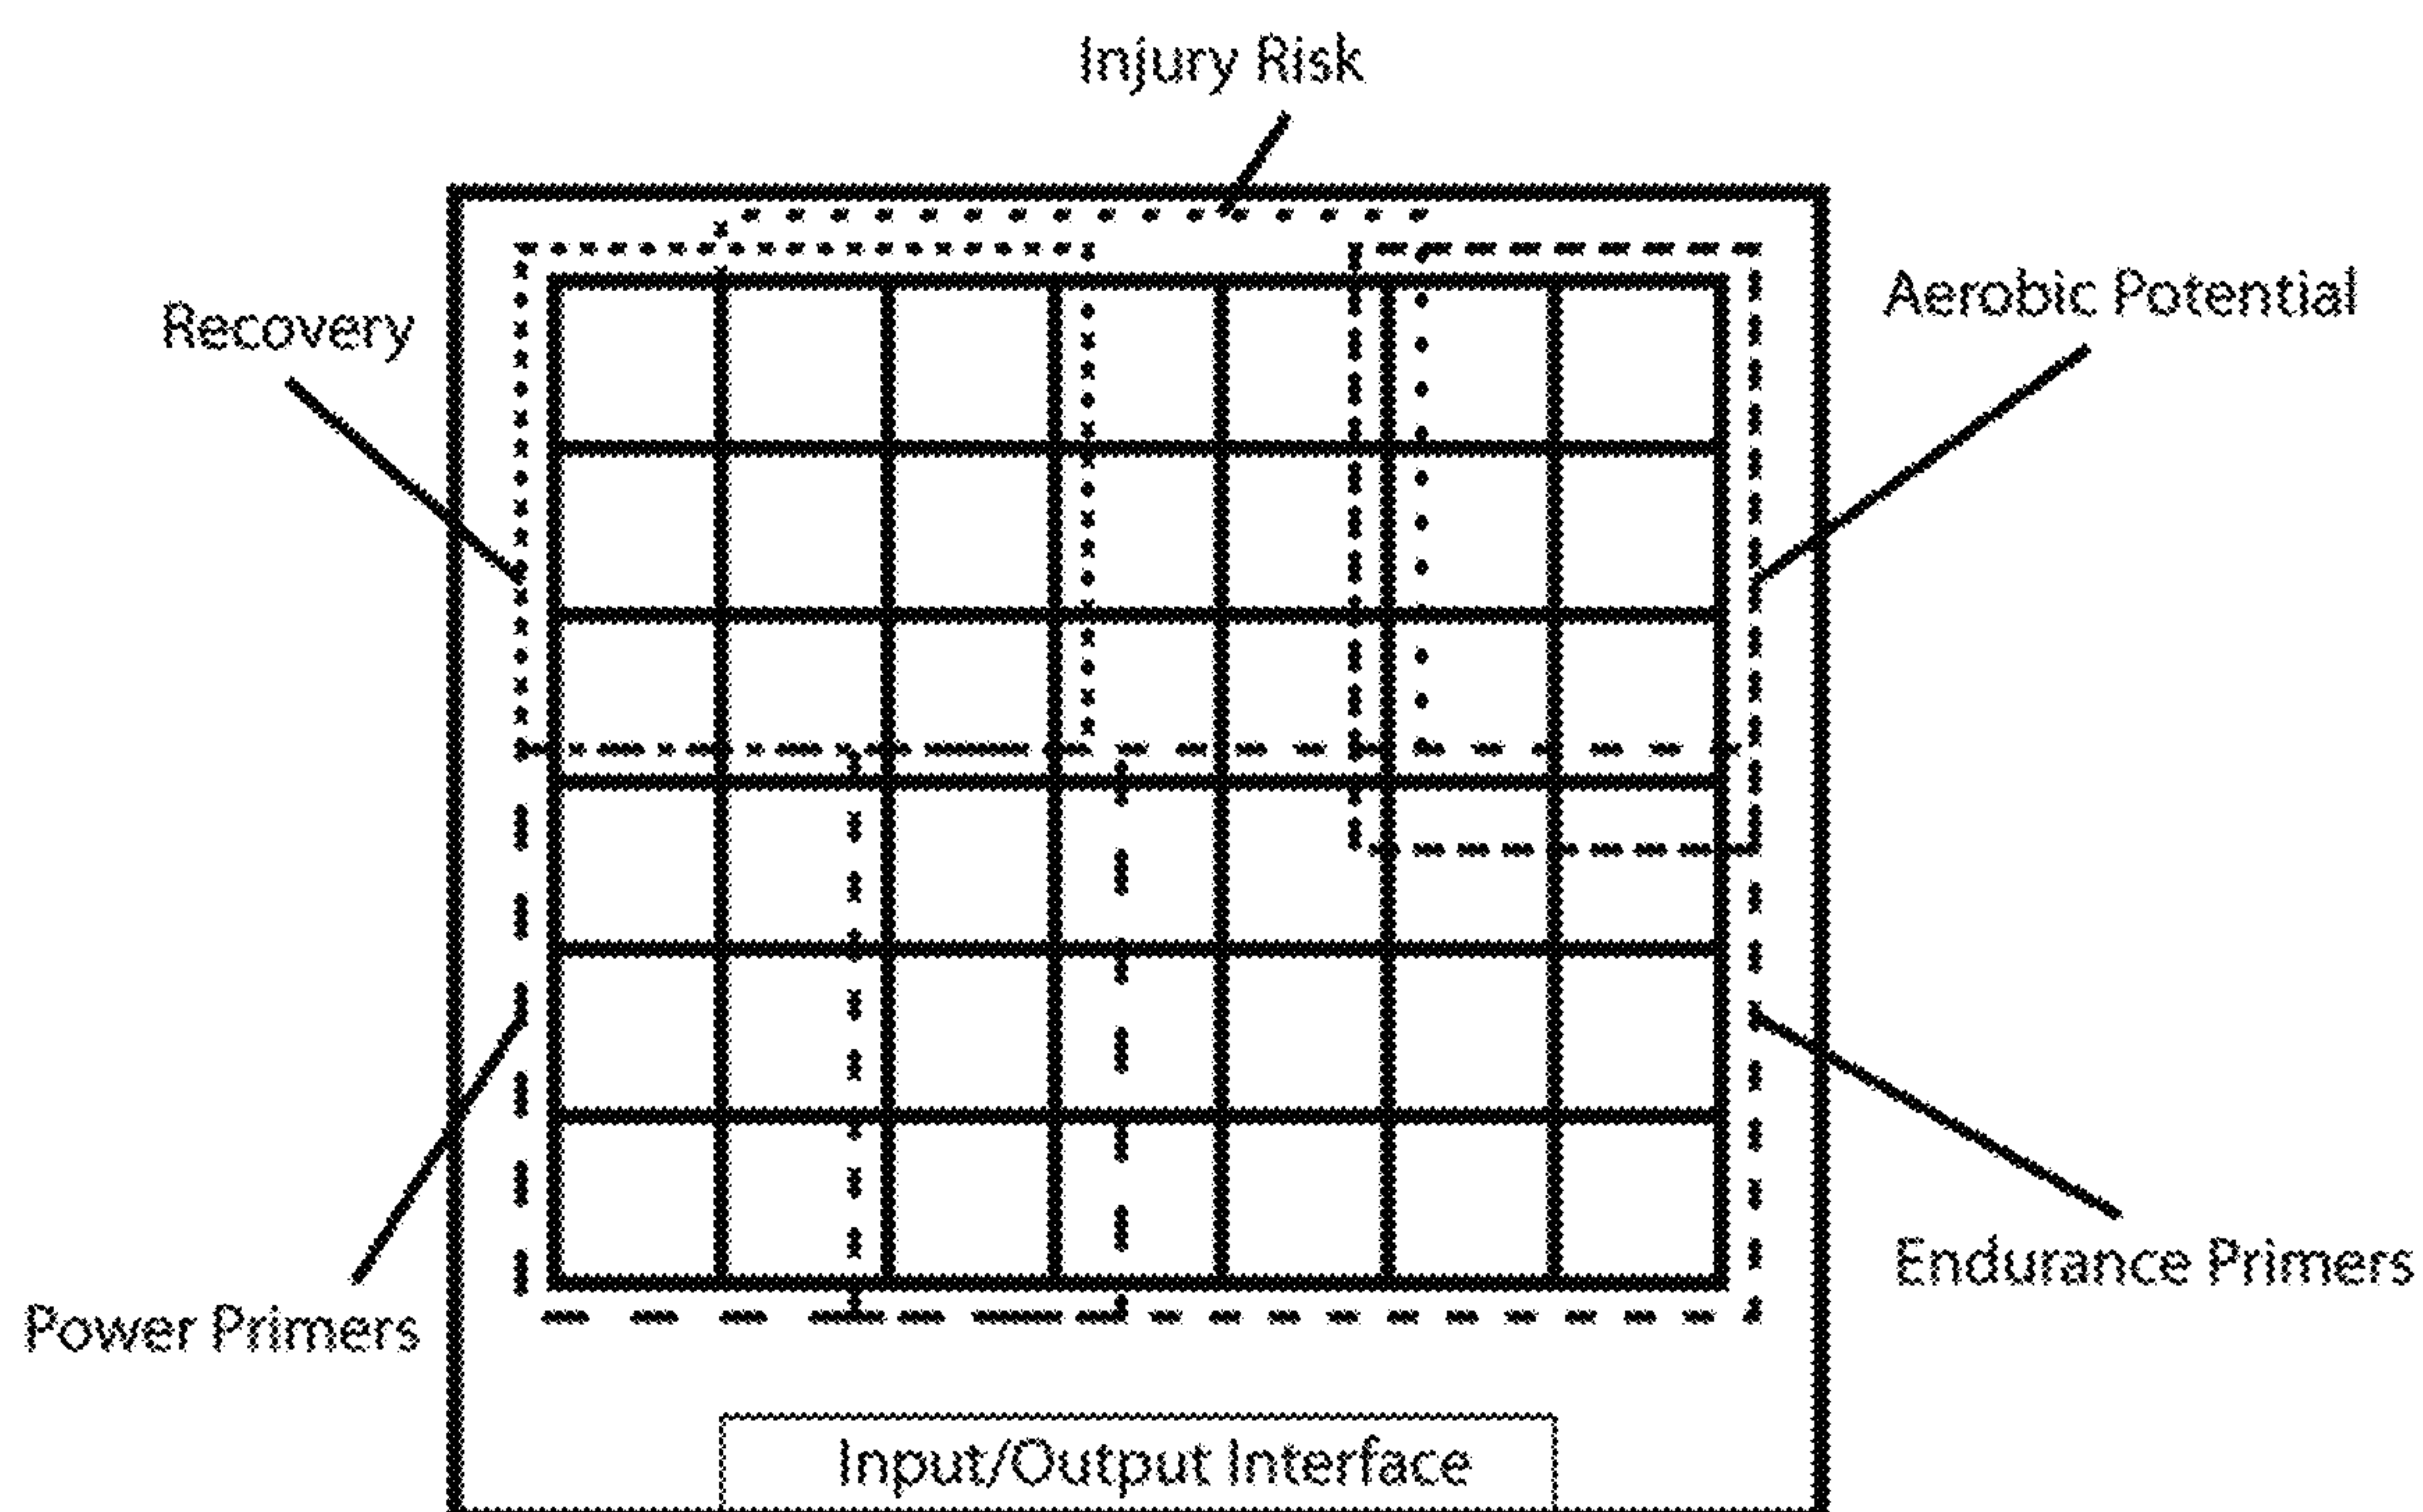 Injury Risk
Recovery
Aerobic Potential
Power Primers
Endurance Primers
Input/Output Interface